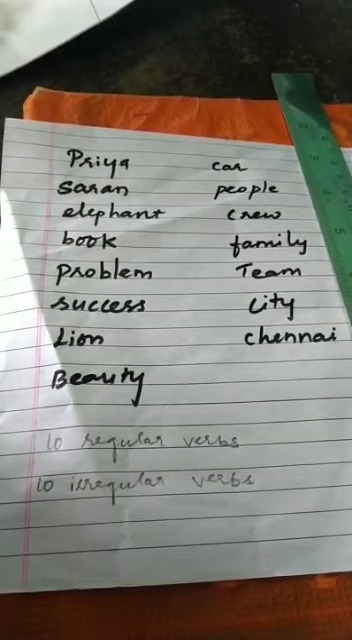 Priya car
Saran people
elephant crew
book family
problem Team
success City
Lion chennai
Beauty
10 regular verbs
10 irregular verbs